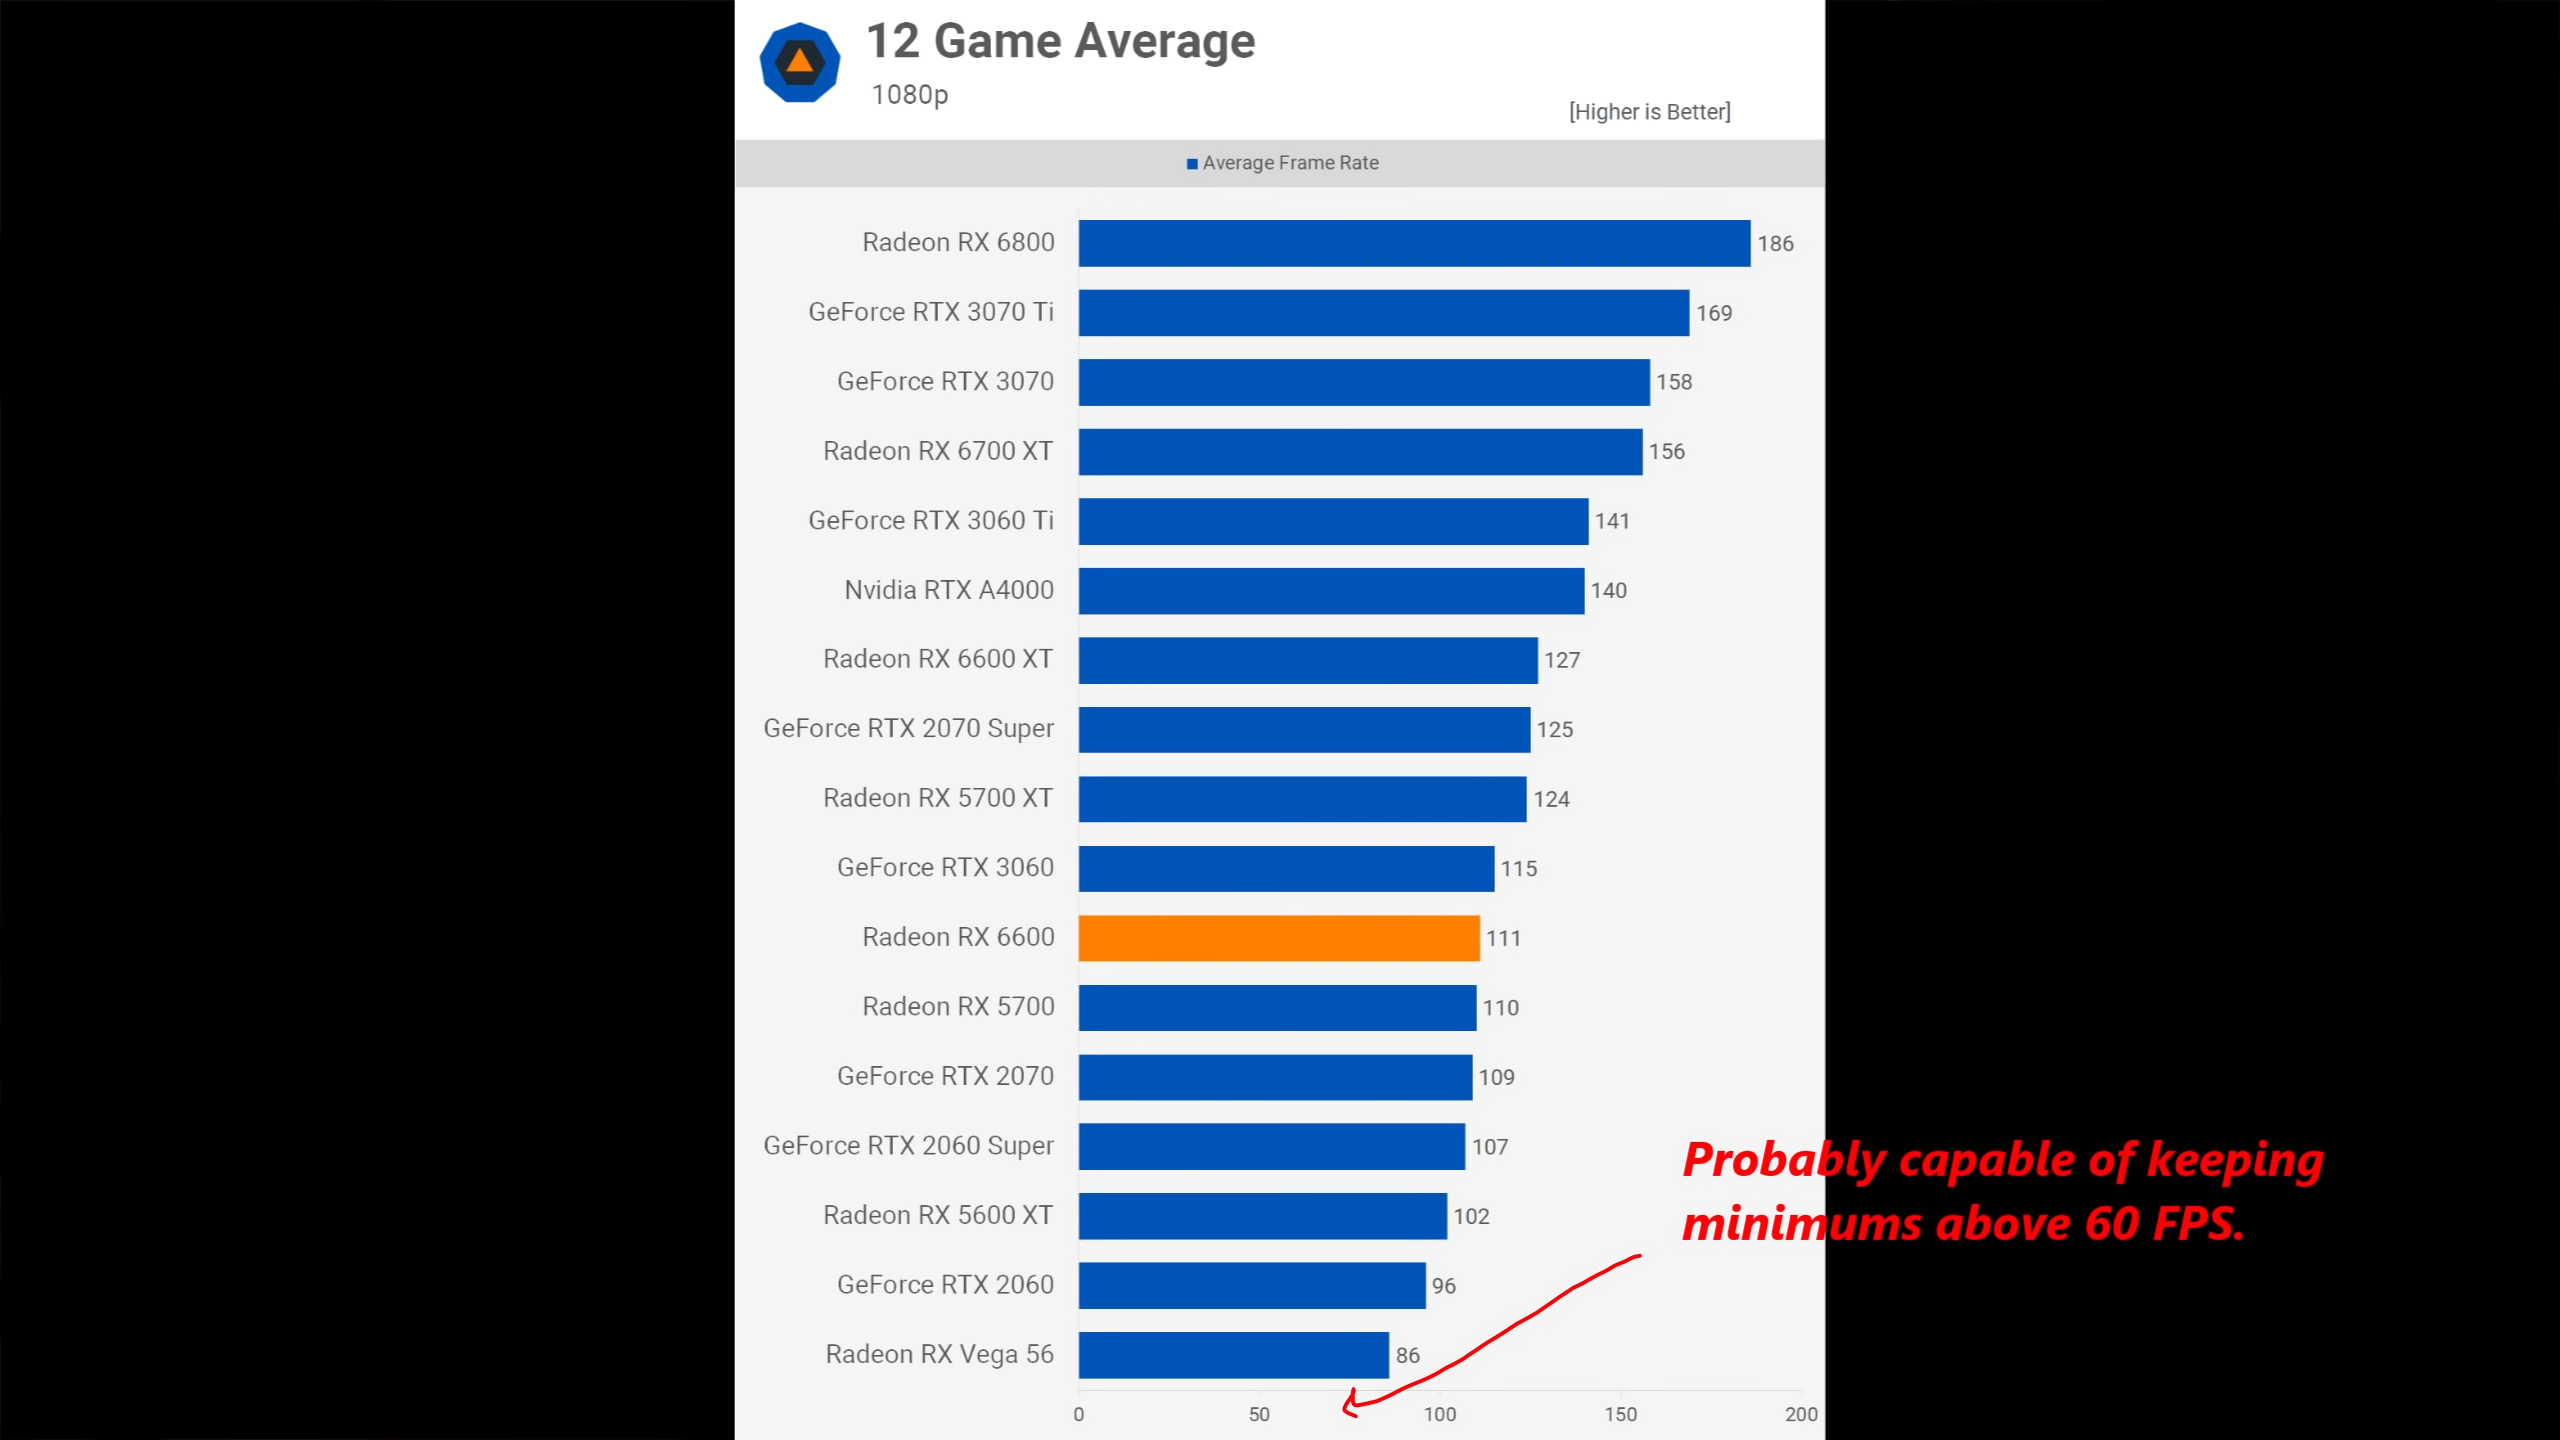 12 Game Average
1080p
[Higher is Better]
Average Frame Rate
Radeon RX 6800 186
GeForce RTX 3070 Ti 169
GeForce RTX 3070 158
Radeon RX 6700 XT 156
GeForce RTX 3060 Ti 141
Nvidia RTX A4000 140
Radeon RX 6600 XT 127
GeForce RTX 2070 Super 125
Radeon RX 5700 XT 124
GeForce RTX 3060 115
Radeon RX 6600 111
Radeon RX 5700 110
GeForce RTX 2070 109
GeForce RTX 2060 Super 107
Radeon RX 5600 XT 102
GeForce RTX 2060 96
Radeon RX Vega 56 86
0 50 100 150 200
Probably capable of keeping
minimums above 60 FPS.